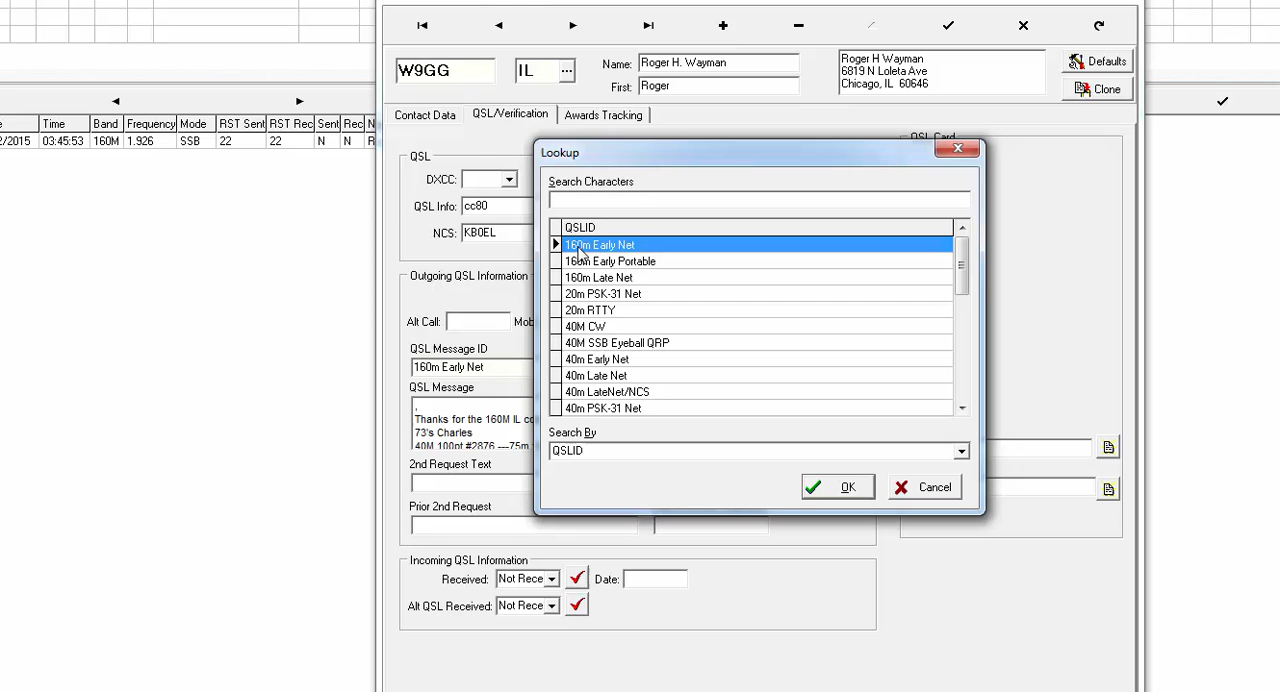 W9GG
IL
...
Name: Roger H. Wayman
First: Roger
Roger H Wayman
6819 N Loleta Ave
Chicago, IL 60646
Defaults
Clone
Contact Data
QSL/Verification
Awards Tracking
Time Band Frequency Mode RST Sent RST Rec Sent Rec
/2015 03:45:53 160M 1.926 SSB 22 22 N N R
QSL
DXCC:
QSL Info: cc80
NCS: KB0EL
Outgoing QSL Information
Alt Call:
QSL Message ID
160m Early Net
QSL Message
,
Thanks for the 160M IL
73's Charles
40M 100pt #2876 ---75m
2nd Request Text
Prior 2nd Request
Lookup
Search Characters
QSLID
160m Early Net
160m Early Portable
160m Late Net
20m PSK-31 Net
20m RTTY
40M CW
40M SSB Eyeball QRP
40m Early Net
40m Late Net
40m LateNet/NCS
40m PSK-31 Net
Search By
QSLID
OK
Cancel
Incoming QSL Information
Received: Not Rece
Date:
Alt QSL Received: Not Rece